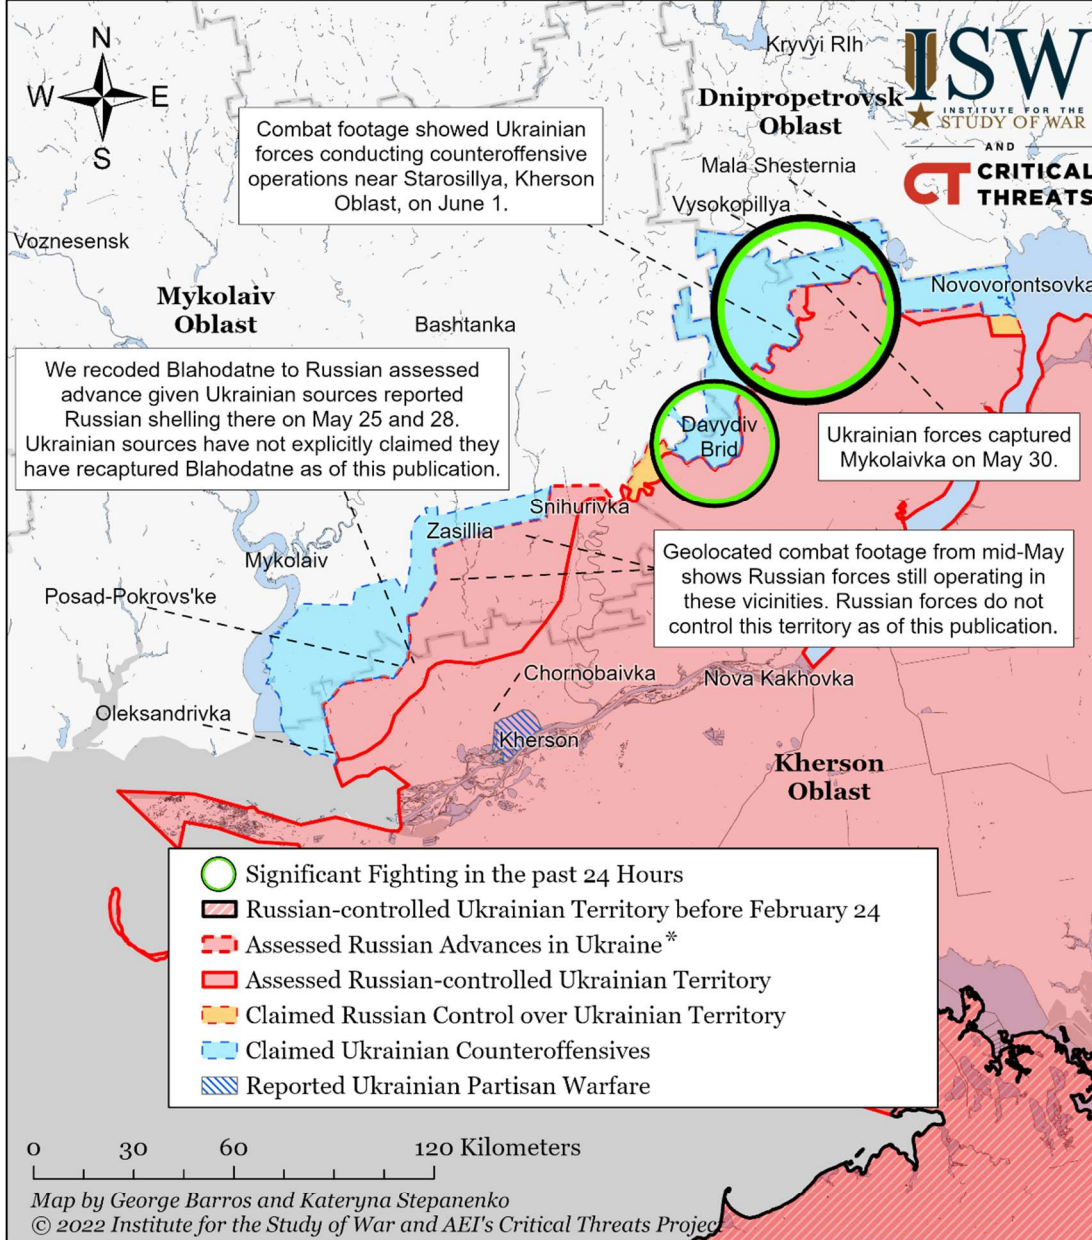 N
W
E
S
Kryvyi RIh
ISW
INSTITUTE FOR THE
STUDY OF WAR
AND
CT CRITICAL
THREATS
Dnipropetrovsk
Oblast
Combat footage showed Ukrainian
forces conducting counteroffensive
operations near Starosillya, Kherson
Oblast, on June 1.
Mala Shesternia
Vysokopillya
Voznesensk
Mykolaiv
Oblast
Novovorontsovka
Bashtanka
We recoded Blahodatne to Russian assessed
advance given Ukrainian sources reported
Russian shelling there on May 25 and 28.
Ukrainian sources have not explicitly claimed they
have recaptured Blahodatne as of this publication.
Davydiv
Brid
Ukrainian forces captured
Mykolaivka on May 30.
Snihurivka
Zasillia
Mykolaiv
Geolocated combat footage from mid-May
shows Russian forces still operating in
these vicinities. Russian forces do not
control this territory as of this publication.
Posad-Pokrovs'ke
Chornobaivka
Nova Kakhovka
Oleksandrivka
Kherson
Kherson
Oblast
Significant Fighting in the past 24 Hours
Russian-controlled Ukrainian Territory before February 24
Assessed Russian Advances in Ukraine*
Assessed Russian-controlled Ukrainian Territory
Claimed Russian Control over Ukrainian Territory
Claimed Ukrainian Counteroffensives
Reported Ukrainian Partisan Warfare
0 30 60 120 Kilometers
Map by George Barros and Kateryna Stepanenko
© 2022 Institute for the Study of War and AEI's Critical Threats Project